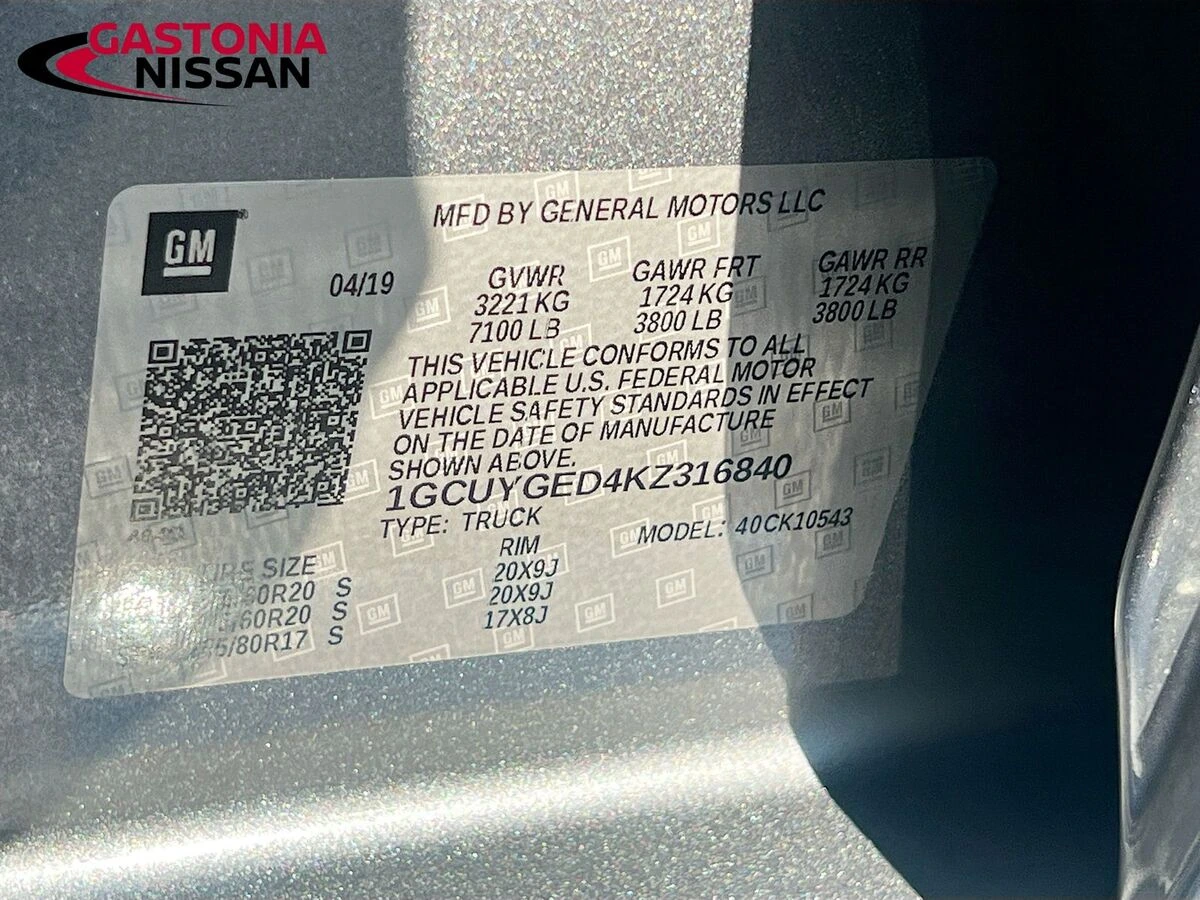 GASTONIA
NISSAN
GM
MFD BY GENERAL MOTORS LLC
04/19
GVWR GAWR FRT GAWR RR
3221 KG 1724 KG 1724 KG
7100 LB 3800 LB 3800 LB
THIS VEHICLE CONFORMS TO ALL
APPLICABLE U.S. FEDERAL MOTOR
VEHICLE SAFETY STANDARDS IN EFFECT
ON THE DATE OF MANUFACTURE
SHOWN ABOVE.
1GCUYGED4KZ316840
TYPE: TRUCK MODEL: 40CK10543
SIZE RIM
S 20X9J
S 20X9J
S 17X8J